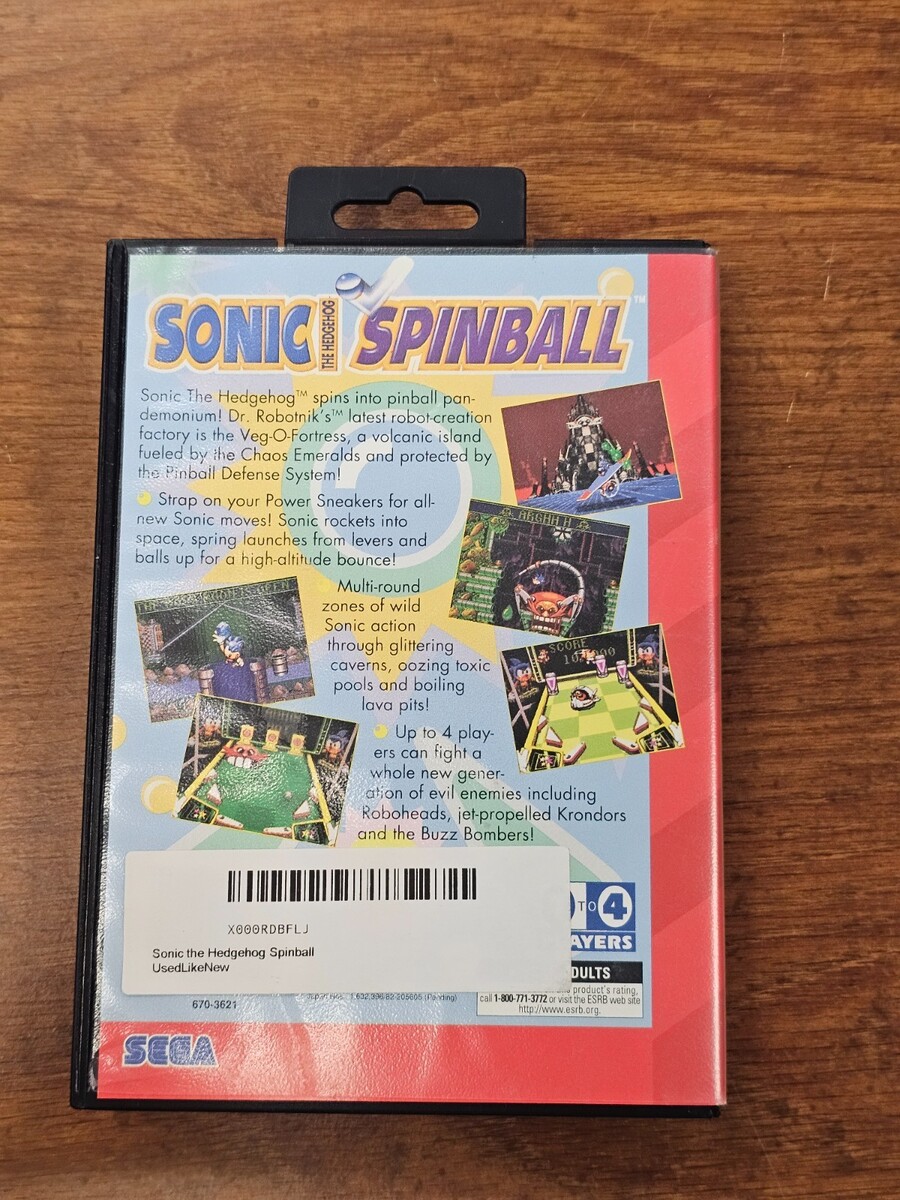 SONIC THE HEDGEHOG SPINBALL™
Sonic The Hedgehog™ spins into pinball pan-
demonium! Dr. Robotnik's™ latest robot-creation
factory is the Veg-O-Fortress, a volcanic island
fueled by the Chaos Emeralds and protected by
the Pinball Defense System!
Strap on your Power Sneakers for all-
new Sonic moves! Sonic rockets into
space, spring launches from levers and
balls up for a high-altitude bounce!
Multi-round
zones of wild
Sonic action
through glittering
caverns, oozing toxic
pools and boiling
lava pits!
Up to 4 play-
ers can fight a
whole new gener-
ation of evil enemies including
Roboheads, jet-propelled Krondors
and the Buzz Bombers!
SCORE
X000RDBFLJ
Sonic the Hedgehog Spinball
UsedLikeNew
TO 4
AYERS
DULTS
product's rating,
call 1-800-771-3772 or visit the ESRB web site
http://www.esrb.org.
670-3621
(Pending)
SEGA